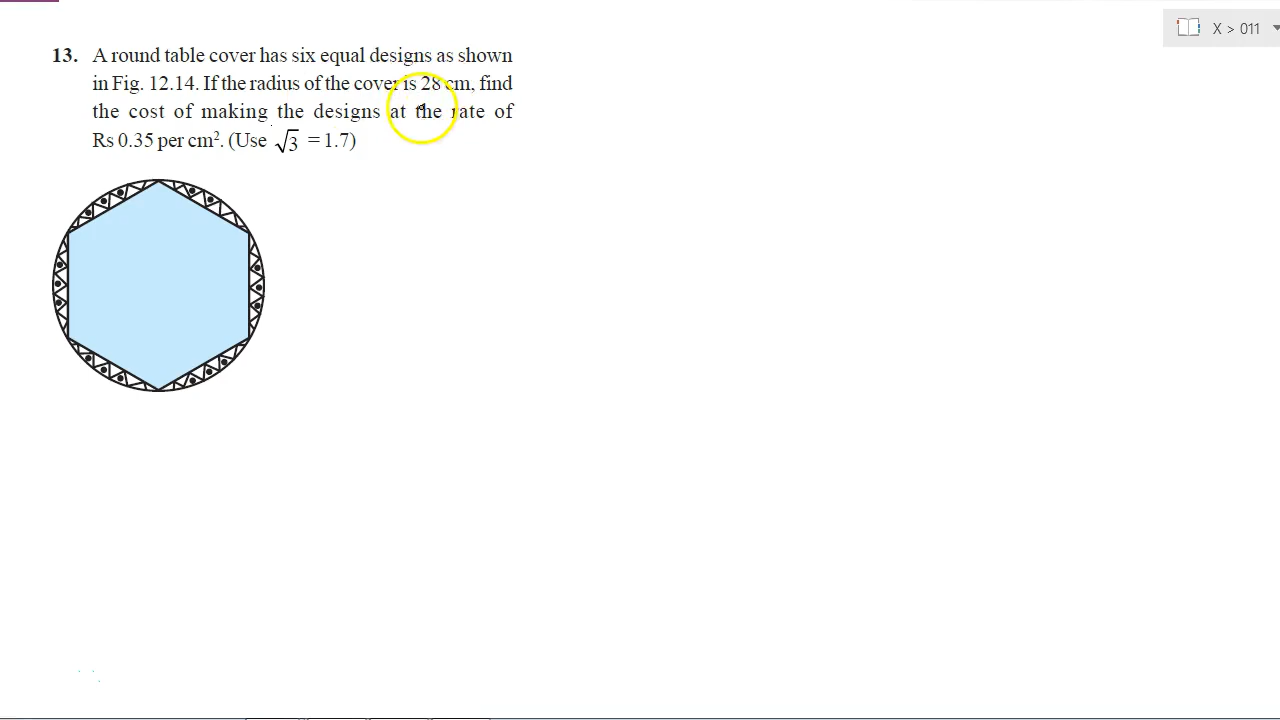 X > 011
13. A round table cover has six equal designs as shown
in Fig. 12.14. If the radius of the cover is 28 cm, find
the cost of making the designs at the rate of
Rs 0.35 per cm². (Use √3 = 1.7)